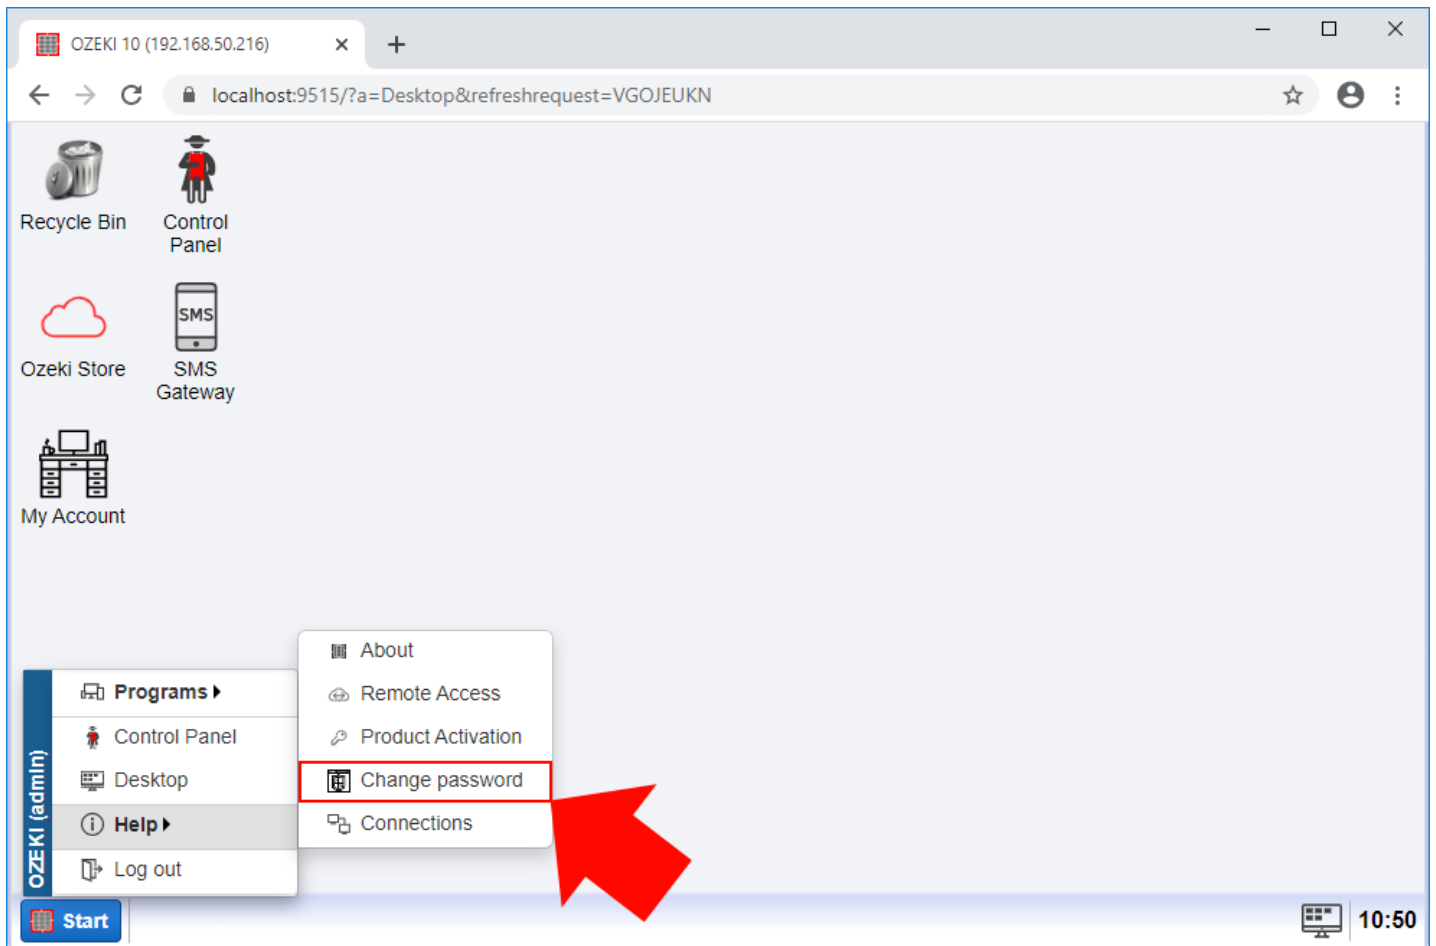 OZEKI 10 (192.168.50.216)
localhost:9515/?a=Desktop&refreshrequest=VGOJEUKN
Recycle Bin
Control
Panel
Ozeki Store
SMS
SMS
Gateway
My Account
About
Remote Access
Product Activation
Change password
Connections
OZEKI (admin)
Programs
Control Panel
Desktop
Help
Log out
Start
10:50